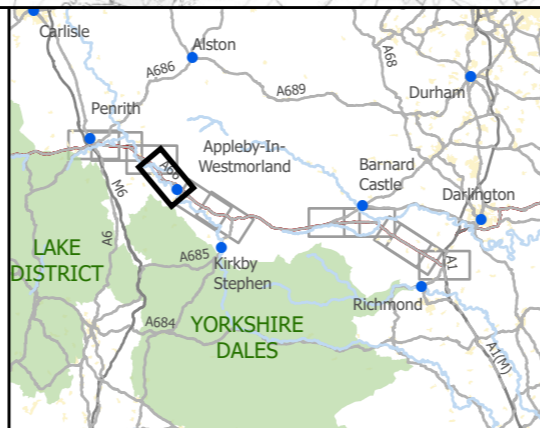 Carlisle
Alston
A686
A68
A689
Durham
Penrith
Appleby-In-
Westmorland
A66
Barnard
Castle
Darlington
M6
A6
LAKE
DISTRICT
A685
Kirkby
Stephen
A1
Richmond
A684
YORKSHIRE
DALES
A1(M)